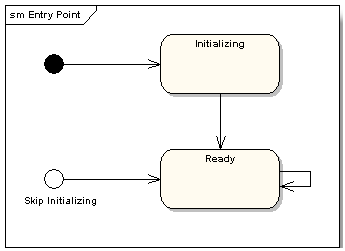 sm Entry Point
Initializing
Ready
Skip Initializing